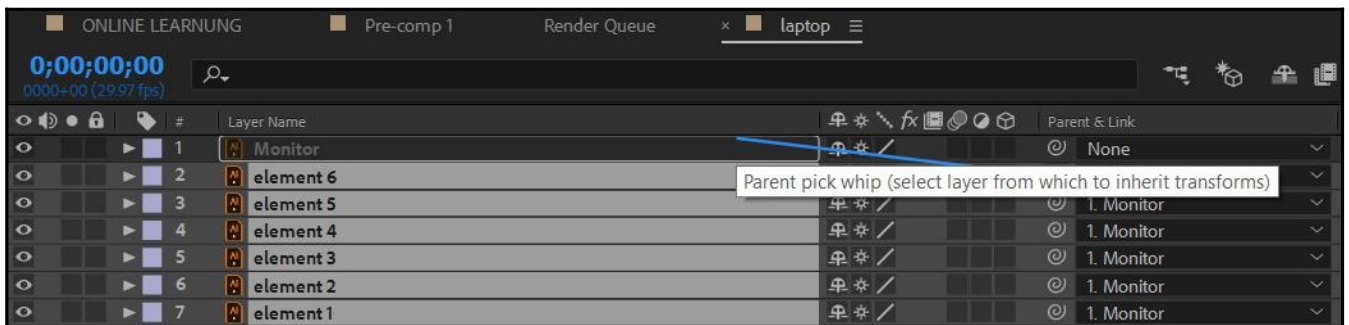 ONLINE LEARNUNG Pre-comp 1 Render Queue × laptop
0;00;00;00
0000+00 (29.97 fps)
# Layer Name fx Parent & Link
1 Monitor None
2 element 6
Parent pick whip (select layer from which to inherit transforms)
3 element 5 1. Monitor
4 element 4 1. Monitor
5 element 3 1. Monitor
6 element 2 1. Monitor
7 element 1 1. Monitor